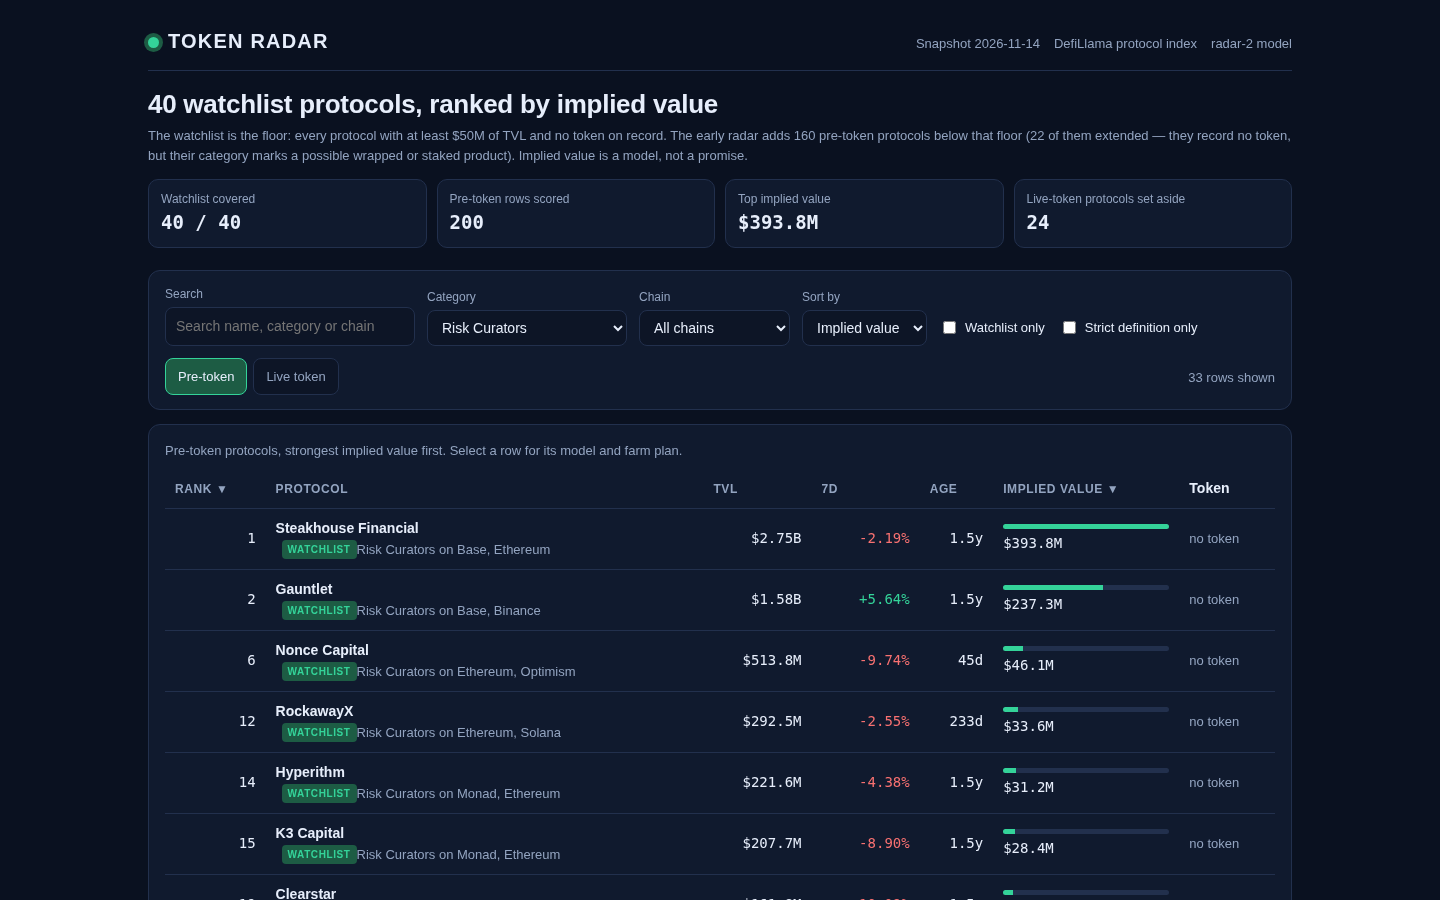 TOKEN RADAR
Snapshot 2026-11-14 DefiLlama protocol index radar-2 model
40 watchlist protocols, ranked by implied value
The watchlist is the floor: every protocol with at least $50M of TVL and no token on record. The early radar adds 160 pre-token protocols below that floor (22 of them extended — they record no token,
but their category marks a possible wrapped or staked product). Implied value is a model, not a promise.
Watchlist covered
40 / 40
Pre-token rows scored
200
Top implied value
$393.8M
Live-token protocols set aside
24
Search
Search name, category or chain
Category
Risk Curators
Chain
All chains
Sort by
Implied value
Watchlist only
Strict definition only
Pre-token
Live token
33 rows shown
Pre-token protocols, strongest implied value first. Select a row for its model and farm plan.
RANK ▼ PROTOCOL TVL 7D AGE IMPLIED VALUE ▼ Token
1 Steakhouse Financial $2.75B -2.19% 1.5y $393.8M no token
WATCHLIST Risk Curators on Base, Ethereum
2 Gauntlet $1.58B +5.64% 1.5y $237.3M no token
WATCHLIST Risk Curators on Base, Binance
6 Nonce Capital $513.8M -9.74% 45d $46.1M no token
WATCHLIST Risk Curators on Ethereum, Optimism
12 RockawayX $292.5M -2.55% 233d $33.6M no token
WATCHLIST Risk Curators on Ethereum, Solana
14 Hyperithm $221.6M -4.38% 1.5y $31.2M no token
WATCHLIST Risk Curators on Monad, Ethereum
15 K3 Capital $207.7M -8.90% 1.5y $28.4M no token
WATCHLIST Risk Curators on Monad, Ethereum
Clearstar